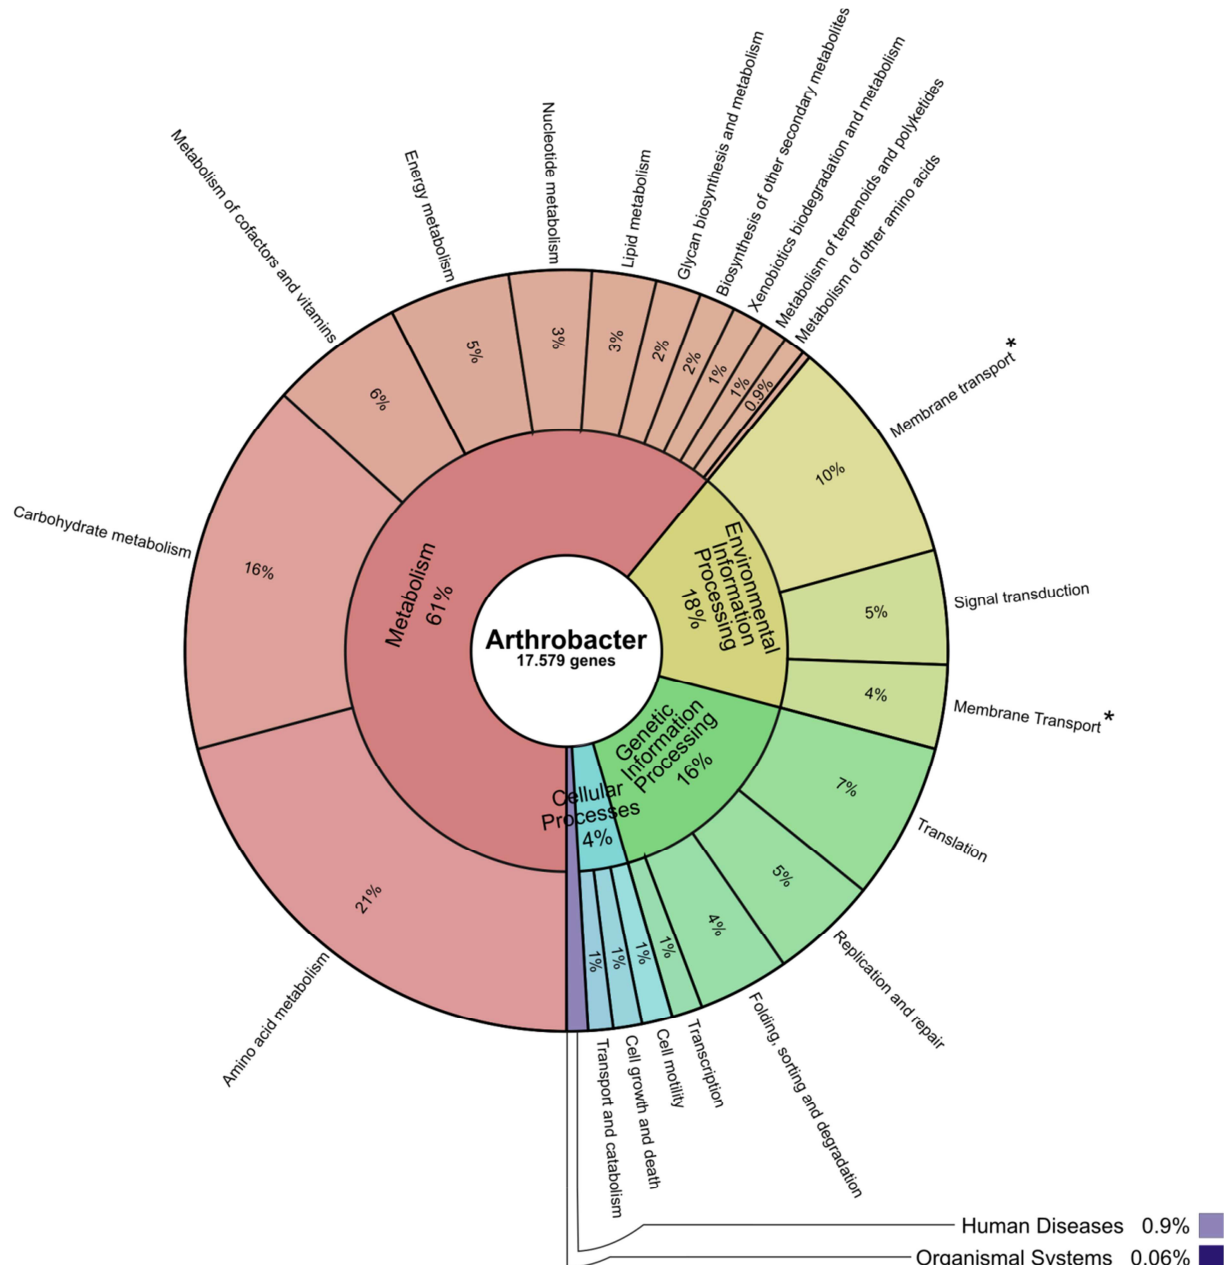 Arthrobacter
17.579 genes
Metabolism
61%
Environmental
Information
Processing
18%
Genetic
Information
Processing
16%
Cellular
Processes
4%
Amino acid metabolism
21%
Carbohydrate metabolism
16%
Metabolism of cofactors and vitamins
6%
Energy metabolism
5%
Nucleotide metabolism
3%
Lipid metabolism
3%
Glycan biosynthesis and metabolism
2%
Biosynthesis of other secondary metabolites
2%
Xenobiotics biodegradation and metabolism
1%
Metabolism of terpenoids and polyketides
1%
Metabolism of other amino acids
0.9%
Membrane transport*
10%
Signal transduction
5%
Membrane Transport*
4%
Translation
7%
Replication and repair
5%
Folding, sorting and degradation
4%
Transcription
1%
Cell motility
1%
Cell growth and death
1%
Transport and catabolism
1%
Human Diseases 0.9%
Organismal Systems 0.06%